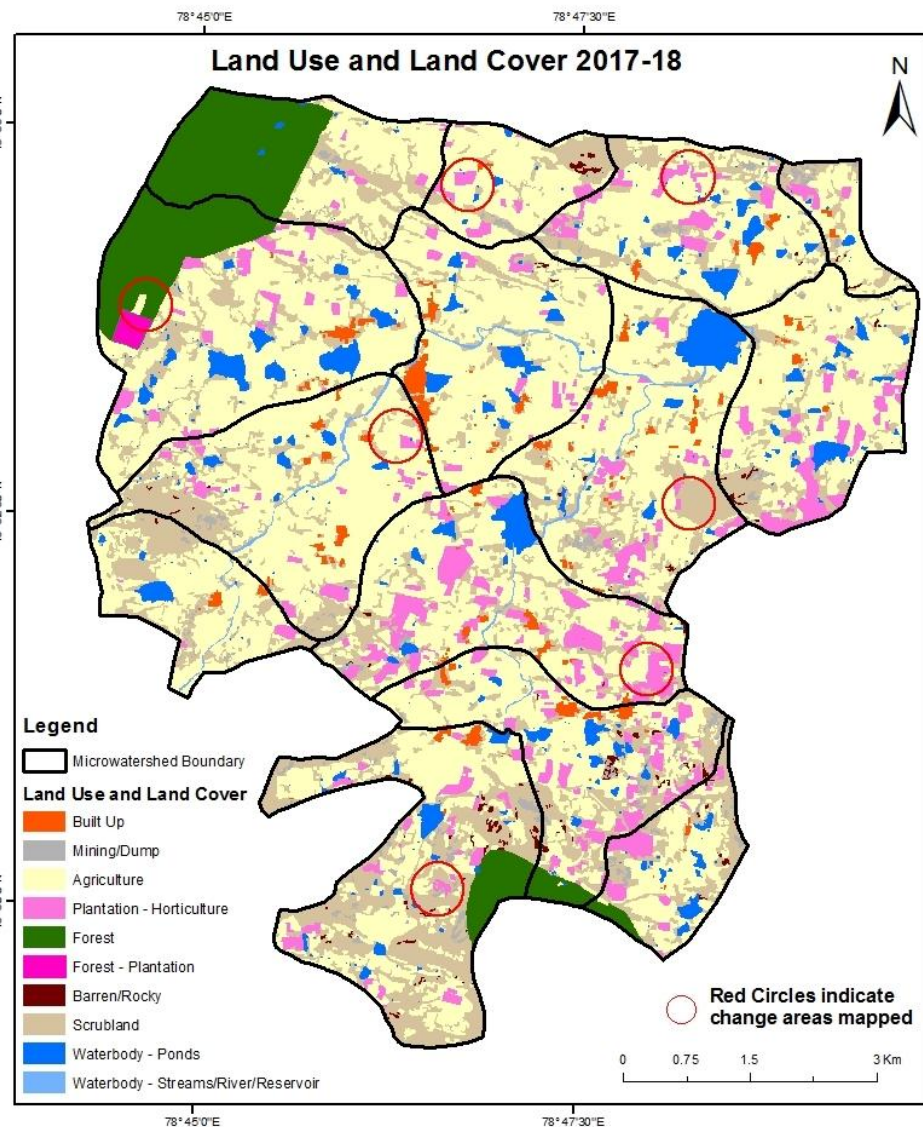 78°45'0"E
78°47'30"E
Land Use and Land Cover 2017-18
N
Legend
Microwatershed Boundary
Land Use and Land Cover
Built Up
Mining/Dump
Agriculture
Plantation - Horticulture
Forest
Forest - Plantation
Barren/Rocky
Scrubland
Waterbody - Ponds
Waterbody - Streams/River/Reservoir
Red Circles indicate
change areas mapped
0 0.75 1.5 3 Km
78°45'0"E
78°47'30"E